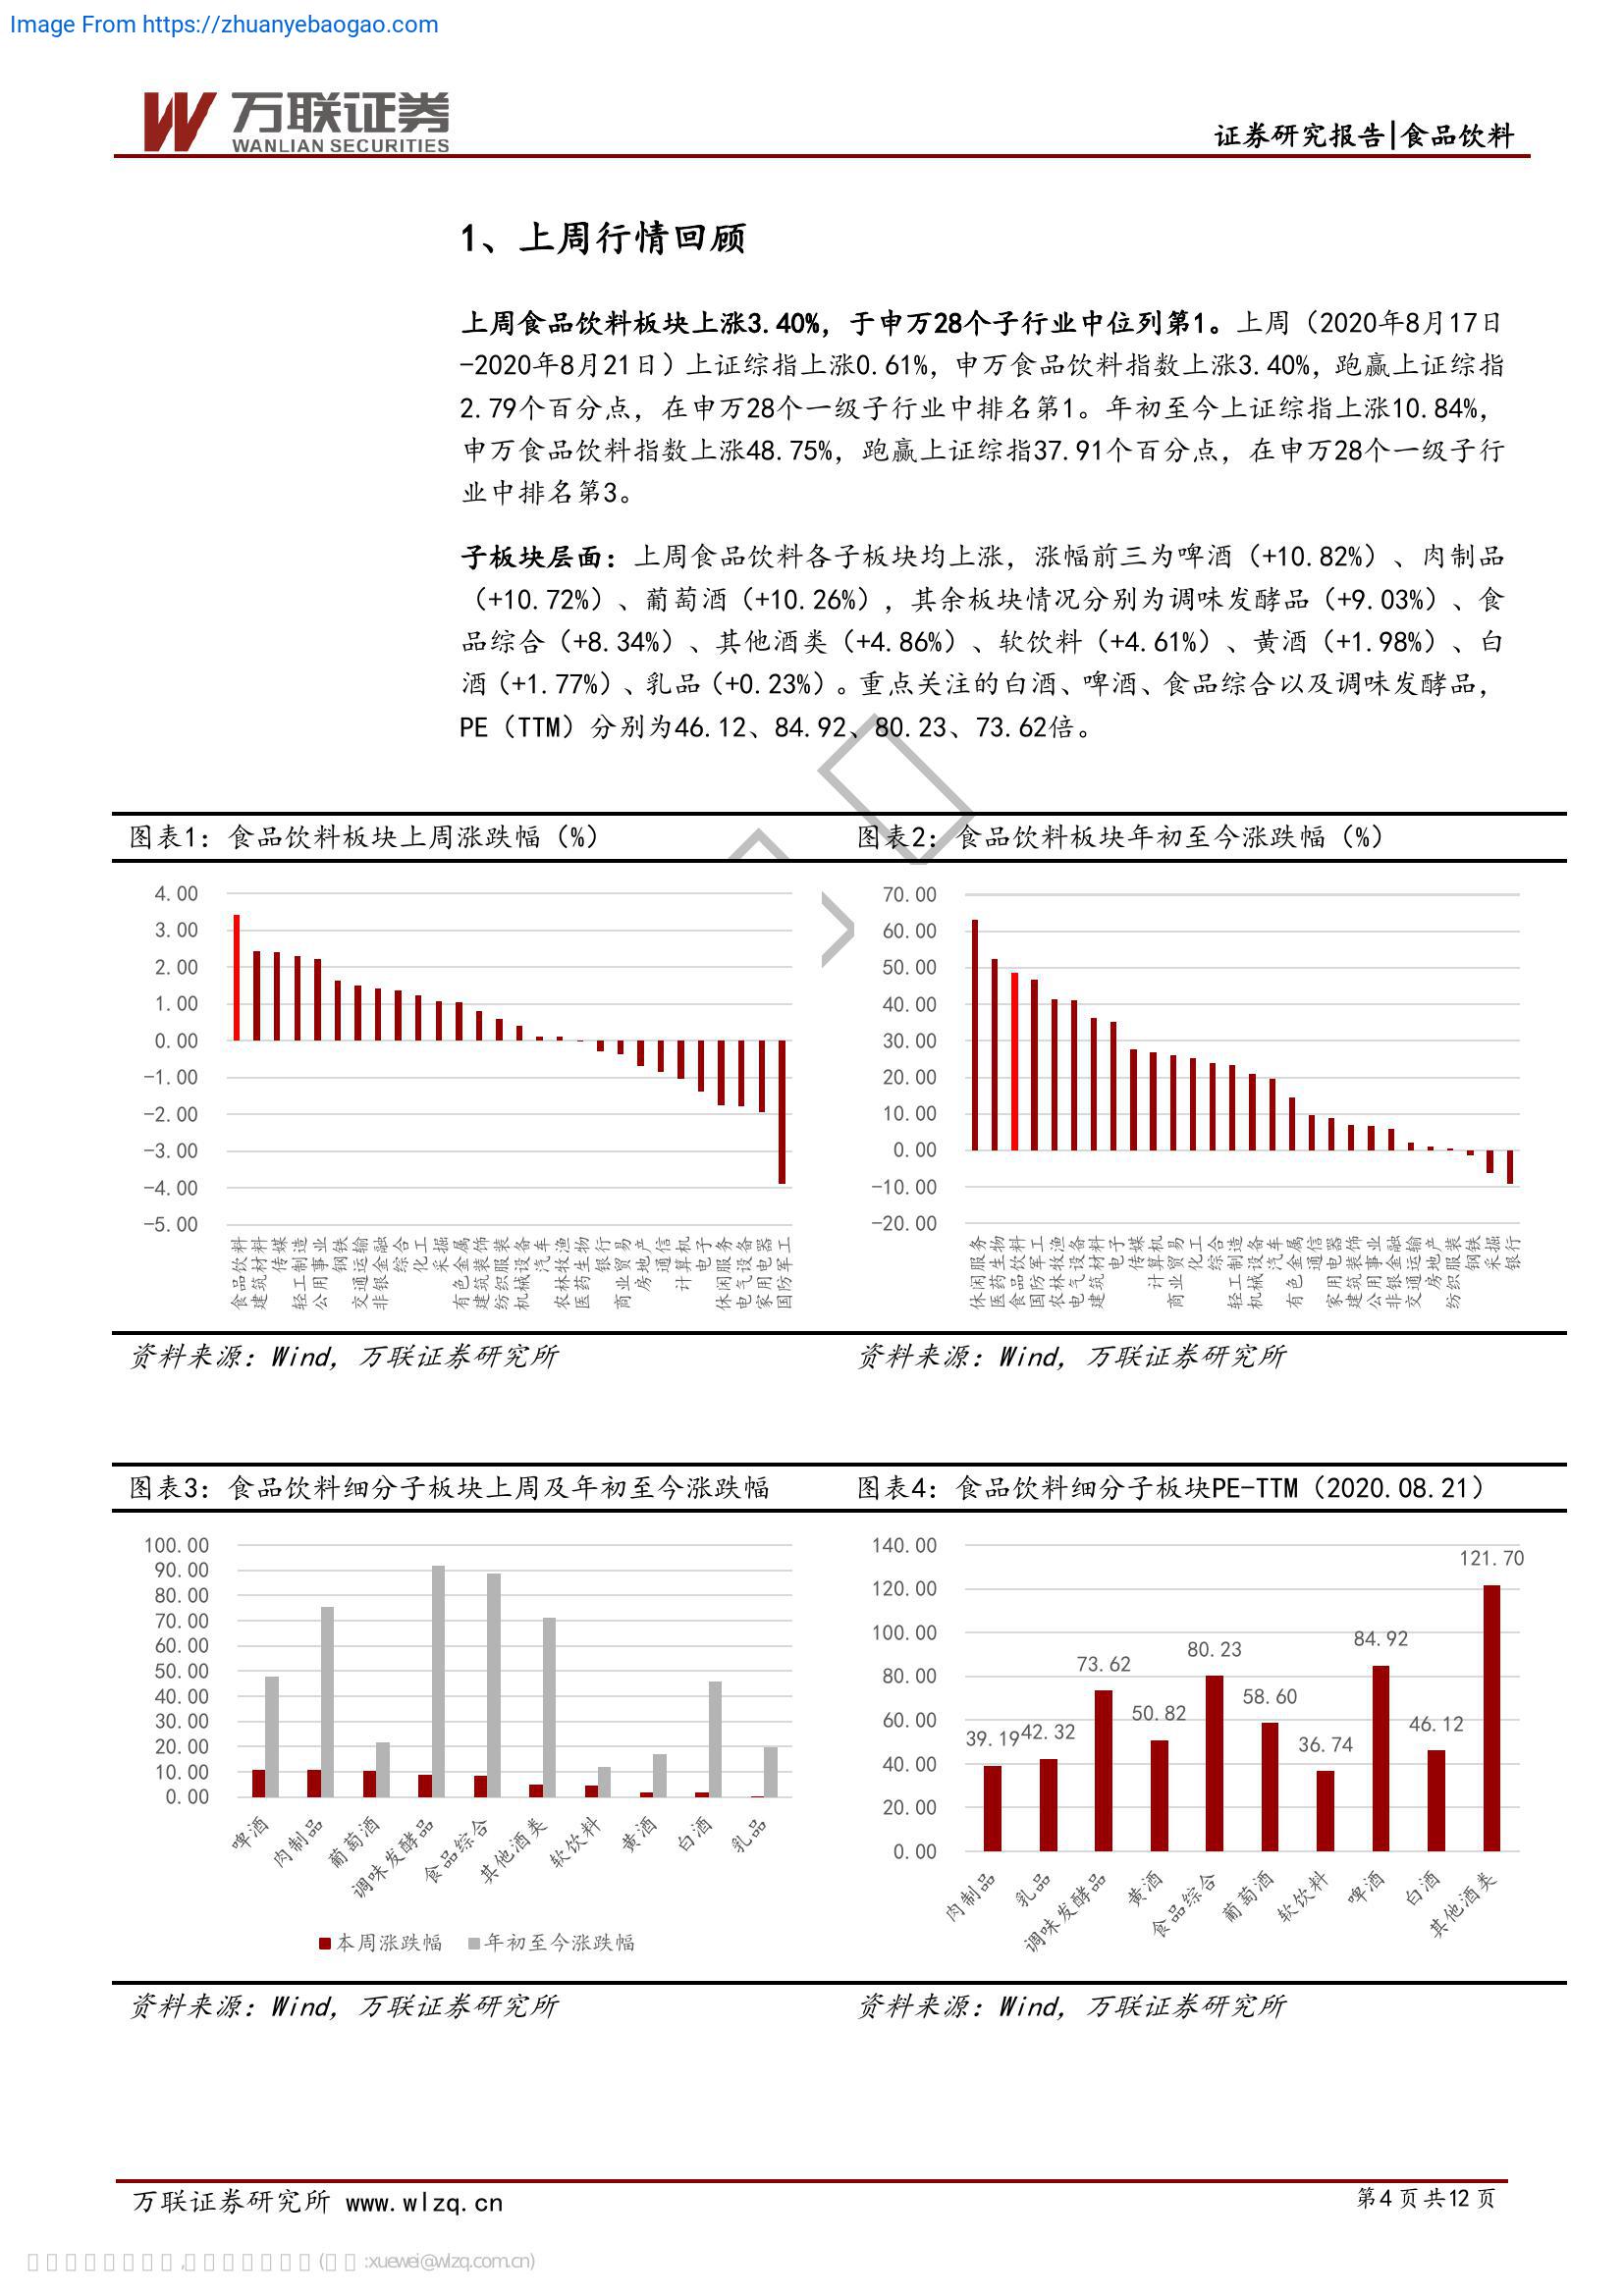 Image From https://zhuanyebaogao.com
万联证券
WANLIAN SECURITIES
证券研究报告|食品饮料
1、上周行情回顾
上周食品饮料板块上涨3.40%，于申万28个子行业中位列第1。上周（2020年8月17日
-2020年8月21日）上证综指上涨0.61%，申万食品饮料指数上涨3.40%，跑赢上证综指
2.79个百分点，在申万28个一级子行业中排名第1。年初至今上证综指上涨10.84%，
申万食品饮料指数上涨48.75%，跑赢上证综指37.91个百分点，在申万28个一级子行
业中排名第3。
子板块层面：上周食品饮料各子板块均上涨，涨幅前三为啤酒（+10.82%）、肉制品
（+10.72%）、葡萄酒（+10.26%），其余板块情况分别为调味发酵品（+9.03%）、食
品综合（+8.34%）、其他酒类（+4.86%）、软饮料（+4.61%）、黄酒（+1.98%）、白
酒（+1.77%）、乳品（+0.23%）。重点关注的白酒、啤酒、食品综合以及调味发酵品，
PE（TTM）分别为46.12、84.92、80.23、73.62倍。
图表1：食品饮料板块上周涨跌幅（%）
4.00
3.00
2.00
1.00
0.00
-1.00
-2.00
-3.00
-4.00
-5.00
食品饮料
建筑材料
传媒
轻工制造
公用事业
钢铁
交通运输
非银金融
综合
化工
采掘
有色金属
建筑装饰
纺织服装
机械设备
汽车
农林牧渔
医药生物
银行
商业贸易
房地产
通信
计算机
电子
休闲服务
电气设备
家用电器
国防军工
资料来源：Wind，万联证券研究所
图表2：食品饮料板块年初至今涨跌幅（%）
70.00
60.00
50.00
40.00
30.00
20.00
10.00
0.00
-10.00
-20.00
休闲服务
医药生物
食品饮料
国防军工
农林牧渔
电气设备
建筑材料
电子
传媒
计算机
商业贸易
化工
综合
轻工制造
机械设备
汽车
有色金属
通信
家用电器
建筑装饰
公用事业
非银金融
交通运输
房地产
纺织服装
钢铁
采掘
银行
资料来源：Wind，万联证券研究所
图表3：食品饮料细分子板块上周及年初至今涨跌幅
100.00
90.00
80.00
70.00
60.00
50.00
40.00
30.00
20.00
10.00
0.00
啤酒
肉制品
葡萄酒
调味发酵品
食品综合
其他酒类
软饮料
黄酒
白酒
乳品
本周涨跌幅 年初至今涨跌幅
资料来源：Wind，万联证券研究所
图表4：食品饮料细分子板块PE-TTM（2020.08.21）
140.00
120.00
100.00
80.00
60.00
40.00
20.00
0.00
39.19
42.32
73.62
50.82
80.23
58.60
36.74
84.92
46.12
121.70
肉制品
乳品
调味发酵品
黄酒
食品综合
葡萄酒
软饮料
啤酒
白酒
其他酒类
资料来源：Wind，万联证券研究所
万联证券研究所 www.wlzq.cn
第4页共12页
:xuewei@wlzq.com.cn)